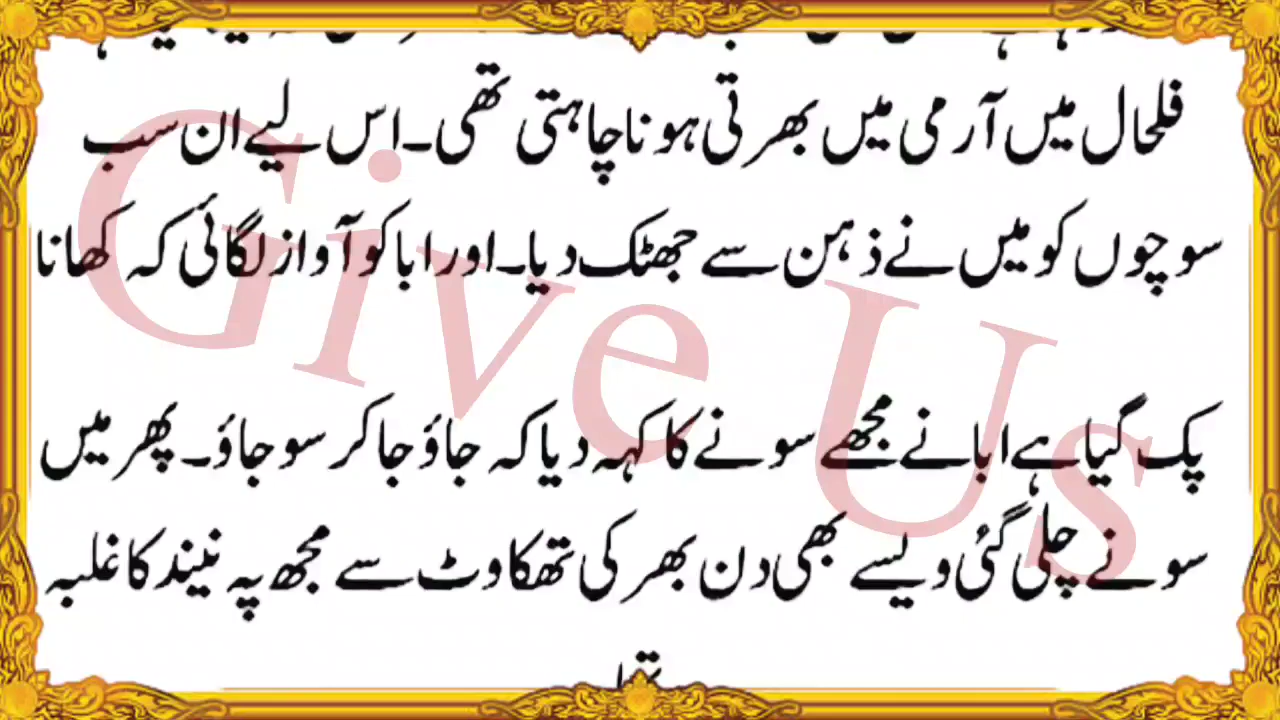 فلحال میں آرمی میں بھرتی ہونا چاہتی تھی۔ اس لیے ان سب
سوچوں کو میں نے ذہن سے جھٹک دیا۔ اور ابا کو آواز لگائی کہ کھانا
پک گیا ہے ابا نے مجھے سونے کا کہہ دیا کہ جاؤ جا کر سو جاؤ۔ پھر میں
سونے چلی گئی ویسے بھی دن بھر کی تھکاوٹ سے مجھ پہ نیند کا غلبہ
تھا
Give Us